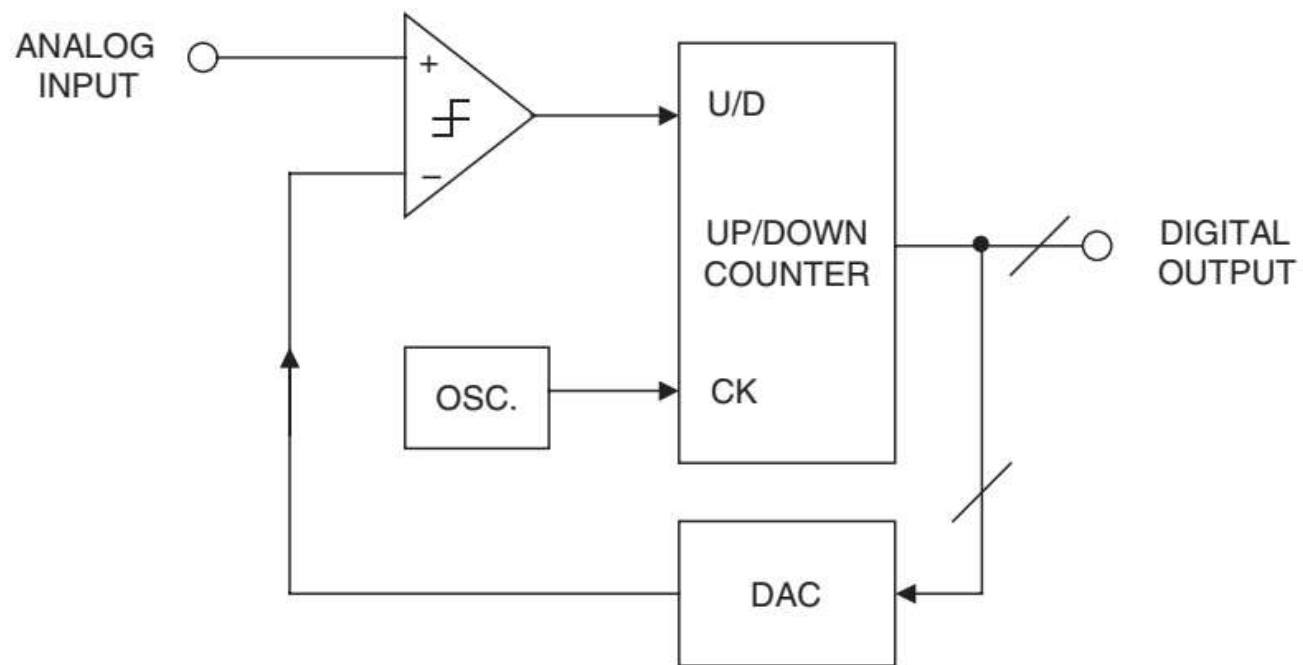 ANALOG
INPUT
+
−
U/D
UP/DOWN
COUNTER
DIGITAL
OUTPUT
OSC.
CK
DAC